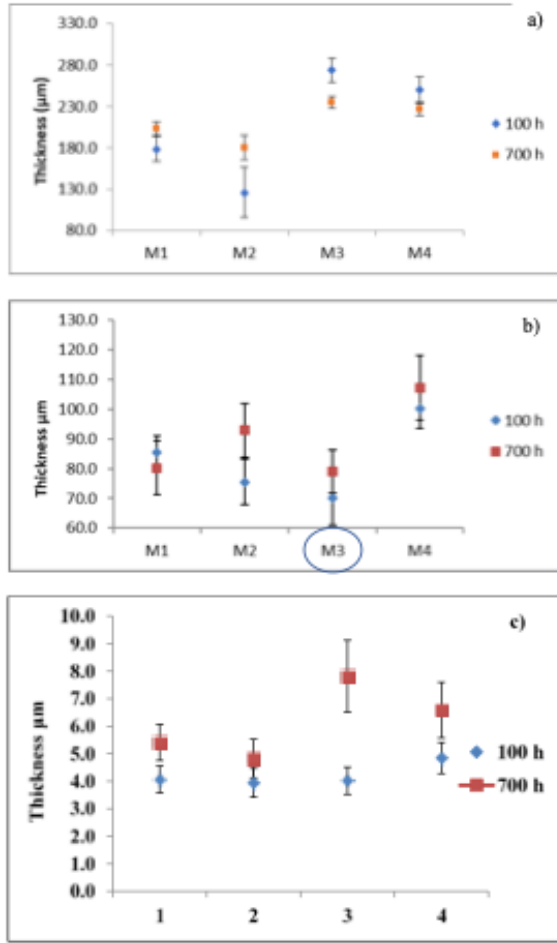 a)
Thickness (µm)
330.0
280.0
230.0
180.0
130.0
80.0
M1 M2 M3 M4
100 h
700 h
b)
Thickness µm
130.0
120.0
110.0
100.0
90.0
80.0
70.0
60.0
M1 M2 M3 M4
100 h
700 h
c)
Thickness µm
10.0
9.0
8.0
7.0
6.0
5.0
4.0
3.0
2.0
1.0
0.0
1 2 3 4
100 h
700 h